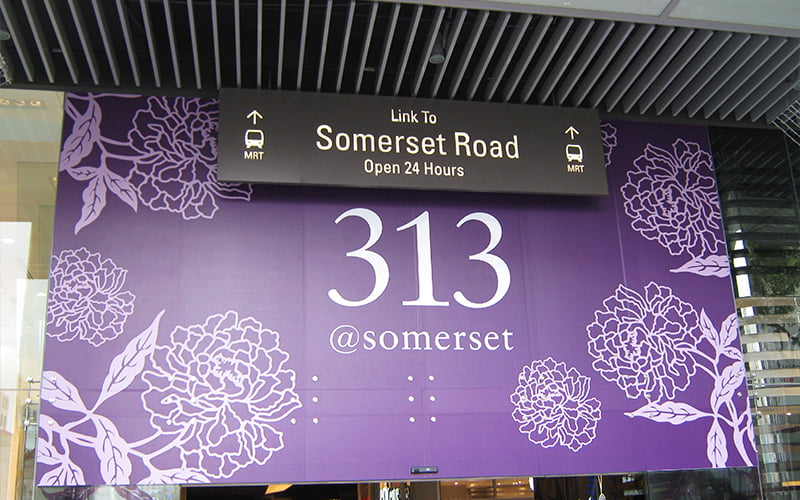 Link To
MRT Somerset Road MRT
Open 24 Hours
313
@somerset